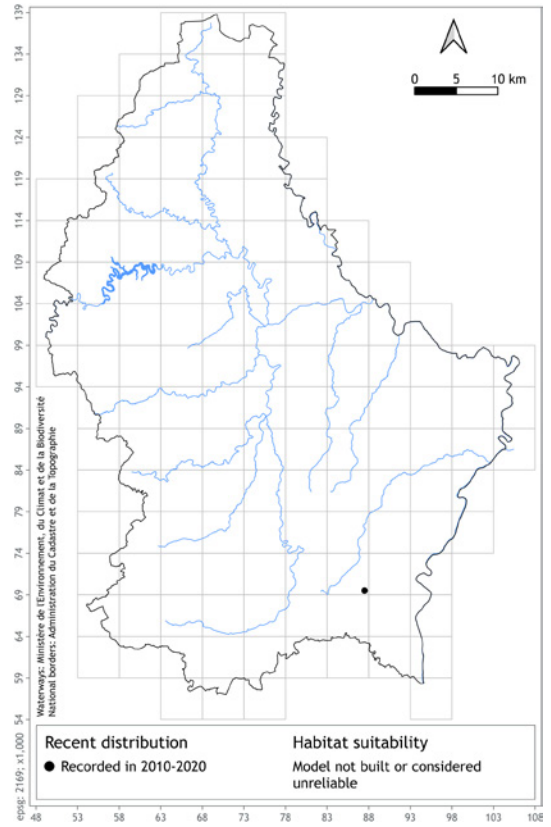 139
134
129
124
119
114
109
104
99
94
89
84
79
74
69
64
59
54
0 5 10 km
Waterways: Ministère de l'Environnement, du Climat et de la Biodiversité
National borders: Administration du Cadastre et de la Topographie
epsg: 2169; x1,000
Recent distribution
Recorded in 2010-2020
Habitat suitability
Model not built or considered
unreliable
48 53 58 63 68 73 78 83 88 93 98 103 108